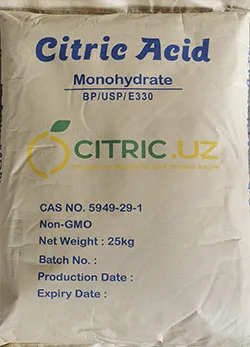 Citric Acid
Monohydrate
BP/USP/E330
CITRIC.UZ
CAS NO. 5949-29-1
Non-GMO
Net Weight : 25kg
Batch No. :
Production Date :
Expiry Date :